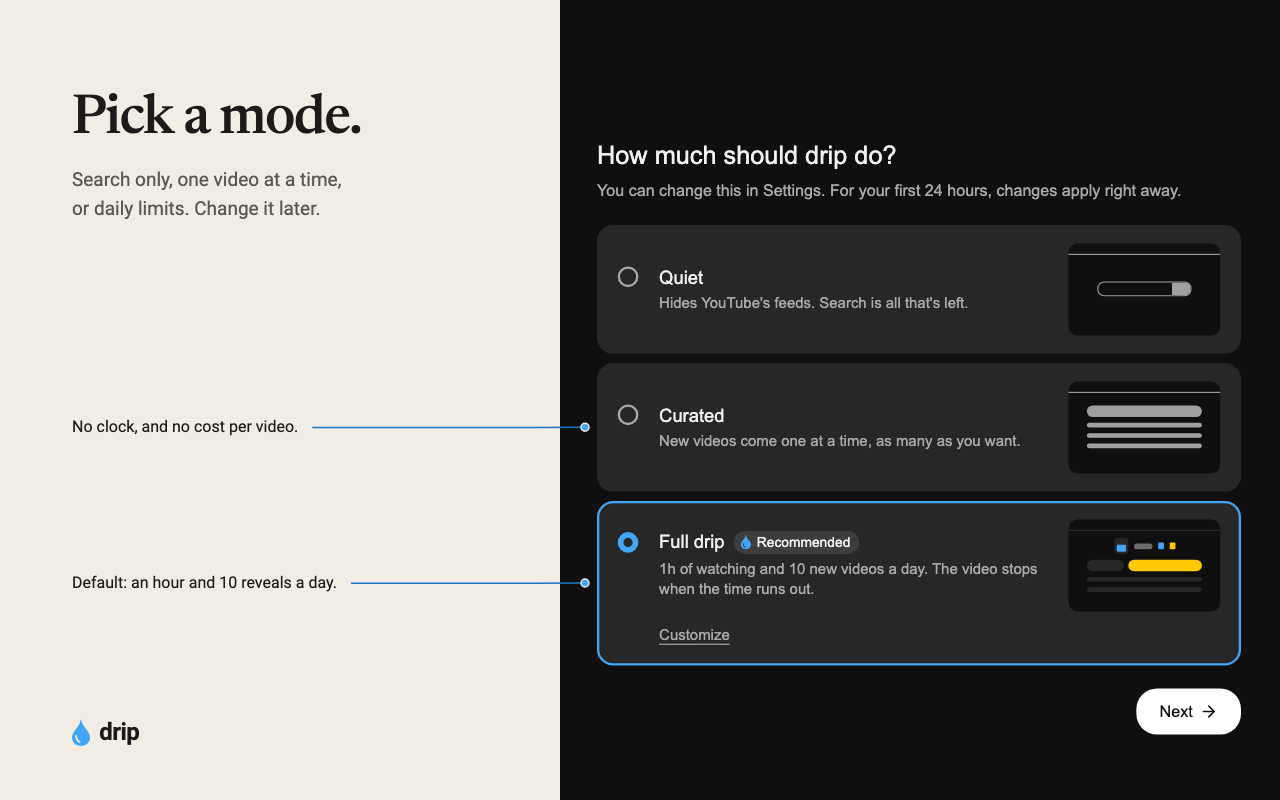 Pick a mode.
Search only, one video at a time,
or daily limits. Change it later.
No clock, and no cost per video.
Default: an hour and 10 reveals a day.
drip
How much should drip do?
You can change this in Settings. For your first 24 hours, changes apply right away.
Quiet
Hides YouTube's feeds. Search is all that's left.
Curated
New videos come one at a time, as many as you want.
Full drip Recommended
1h of watching and 10 new videos a day. The video stops
when the time runs out.
Customize
Next